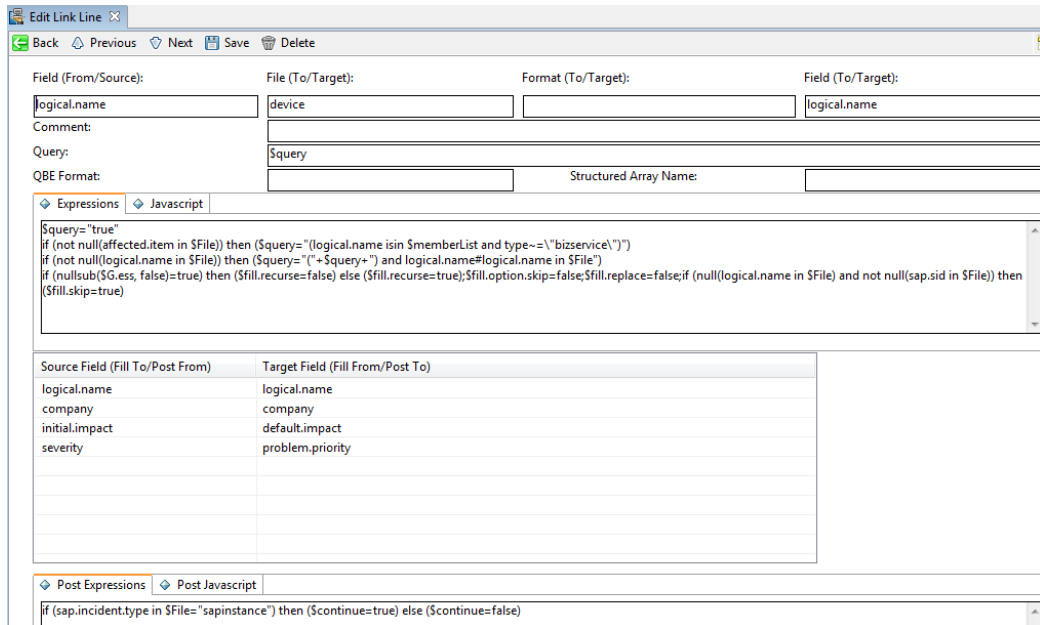 Edit Link Line
Back Previous Next Save Delete
Field (From/Source): File (To/Target): Format (To/Target): Field (To/Target):
logical.name device logical.name
Comment:
Query: $query
QBE Format: Structured Array Name:
Expressions Javascript
$query="true"
if (not null(affected.item in $File)) then ($query="(logical.name isin $memberList and type~=\"bizservice\")")
if (not null(logical.name in $File)) then ($query="("+$query+") and logical.name#logical.name in $File")
if (nullsub($G.ess, false)=true) then ($fill.recurse=false) else ($fill.recurse=true);$fill.option.skip=false;$fill.replace=false;if (null(logical.name in $File) and not null(sap.sid in $File)) then
($fill.skip=true)
Source Field (Fill To/Post From) Target Field (Fill From/Post To)
logical.name logical.name
company company
initial.impact default.impact
severity problem.priority
Post Expressions Post Javascript
if (sap.incident.type in $File="sapinstance") then ($continue=true) else ($continue=false)